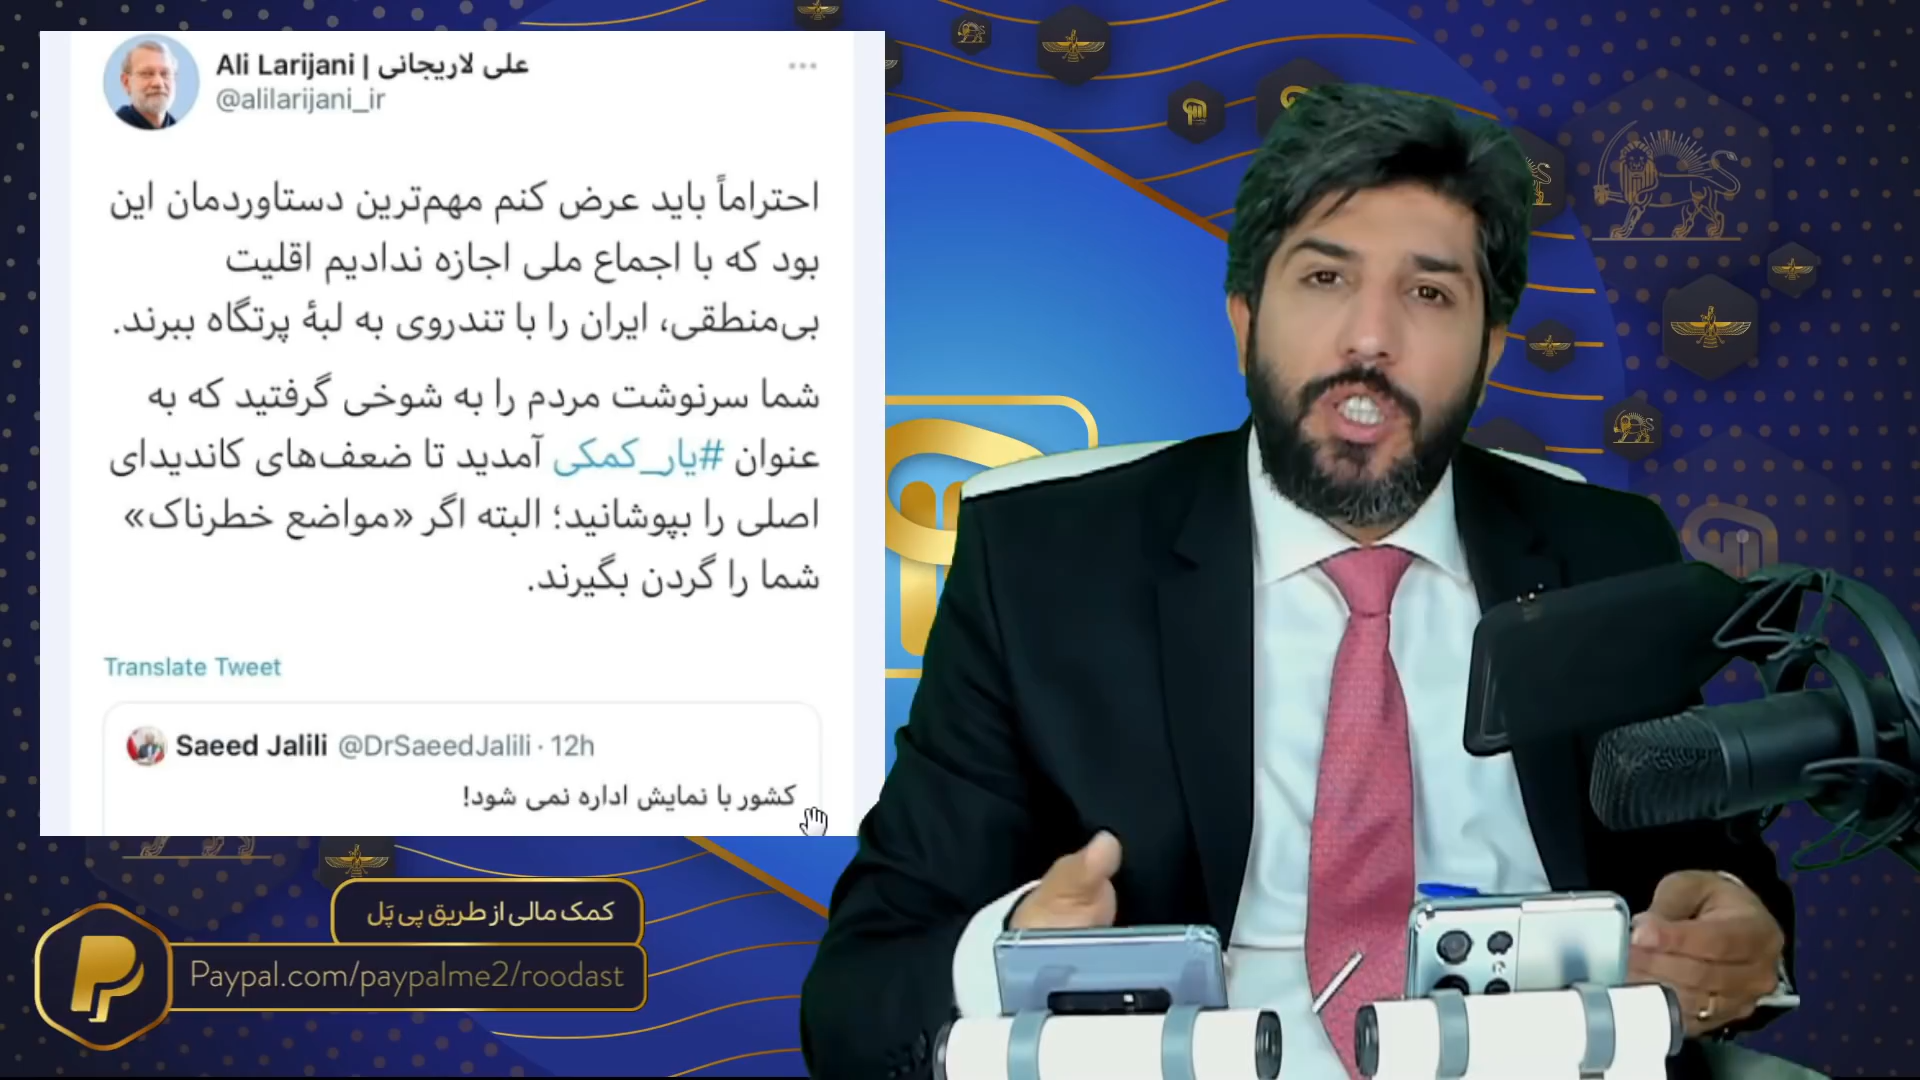 Ali Larijani | علی لاریجانی
@alilarijani_ir
احتراماً باید عرض کنم مهم‌ترین دستاوردمان این
بود که با اجماع ملی اجازه ندادیم اقلیت
بی‌منطقی، ایران را با تندروی به لبهٔ پرتگاه ببرند.
شما سرنوشت مردم را به شوخی گرفتید که به
عنوان #یار_کمکی آمدید تا ضعف‌های کاندیدای
اصلی را بپوشانید؛ البته اگر «مواضع خطرناک»
شما را گردن بگیرند.
Translate Tweet
Saeed Jalili @DrSaeedJalili · 12h
کشور با نمایش اداره نمی شود!
کمک مالی از طریق پی پَل
Paypal.com/paypalme2/roodast